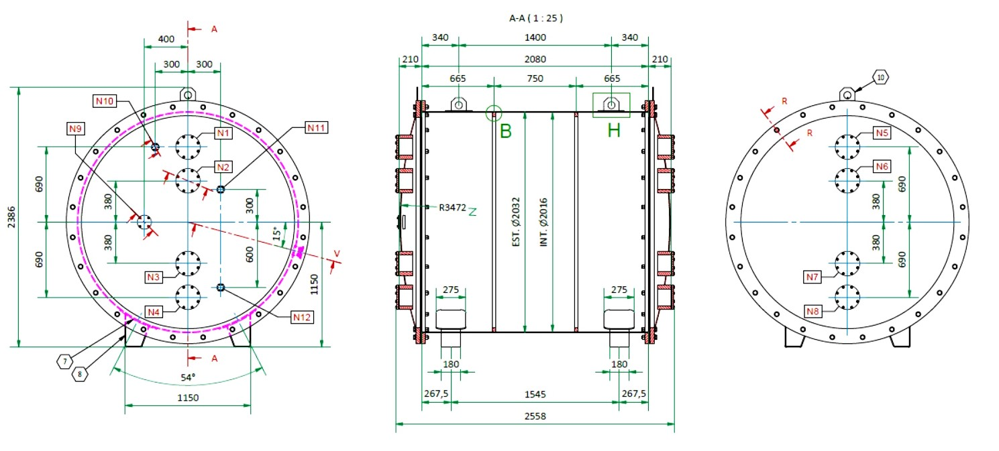 A-A ( 1 : 25 )
A
400
300 300
N10
N9
N11
N1
N2
690
380
300
2386
15°
V
690
380
600
1150
N3
N4
N12
7
8
A
54°
1150
340 1400 340
210 2080 210
665 750 665
B
H
R3472
Z
EST. Ø2032
INT. Ø2016
275 275
180 180
267,5 1545 267,5
2558
10
R
R
N5
N6
690
380
380
690
N7
N8